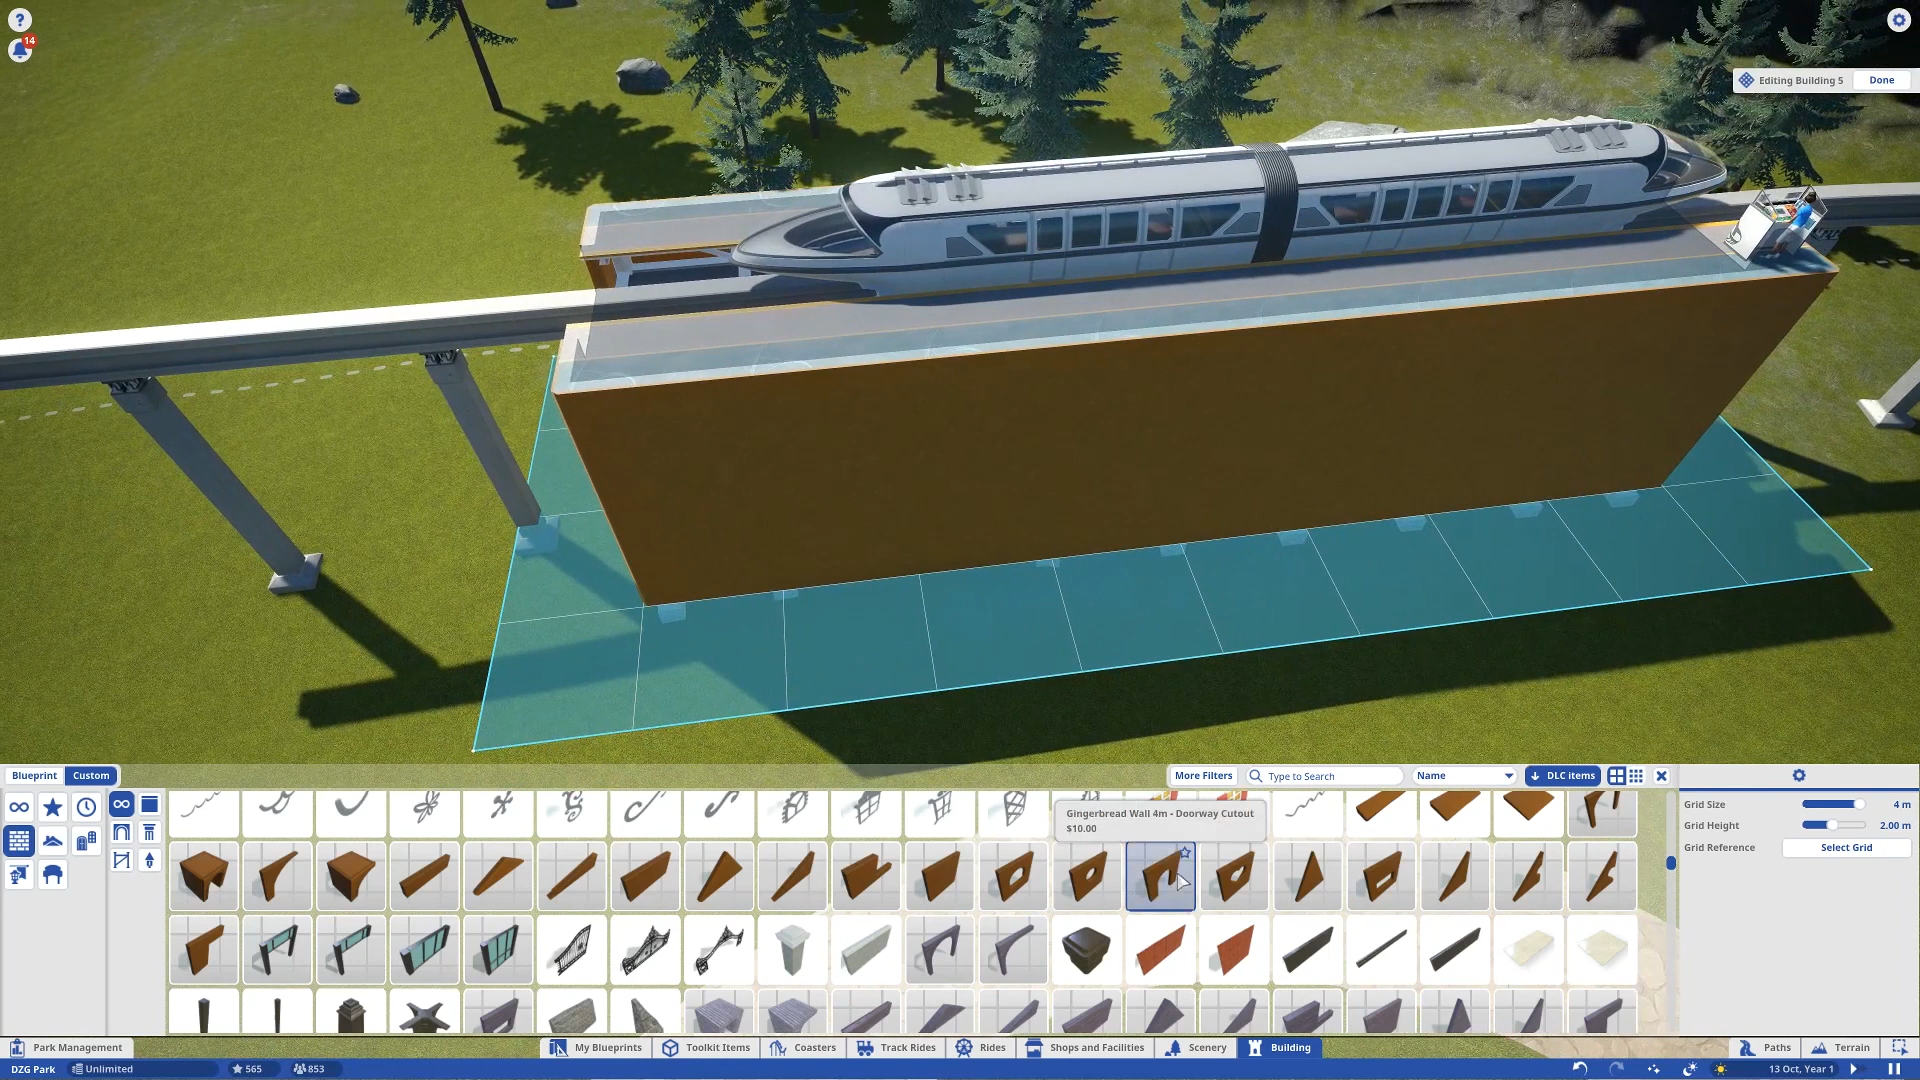 ?
14
Editing Building 5
Done
Blueprint
Custom
More Filters
Type to Search
Name
DLC items
Gingerbread Wall 4m - Doorway Cutout
$10.00
Grid Size
4 m
Grid Height
2.00 m
Grid Reference
Select Grid
Park Management
My Blueprints
Toolkit Items
Coasters
Track Rides
Rides
Shops and Facilities
Scenery
Building
Paths
Terrain
DZG Park
Unlimited
565
853
13 Oct, Year 1